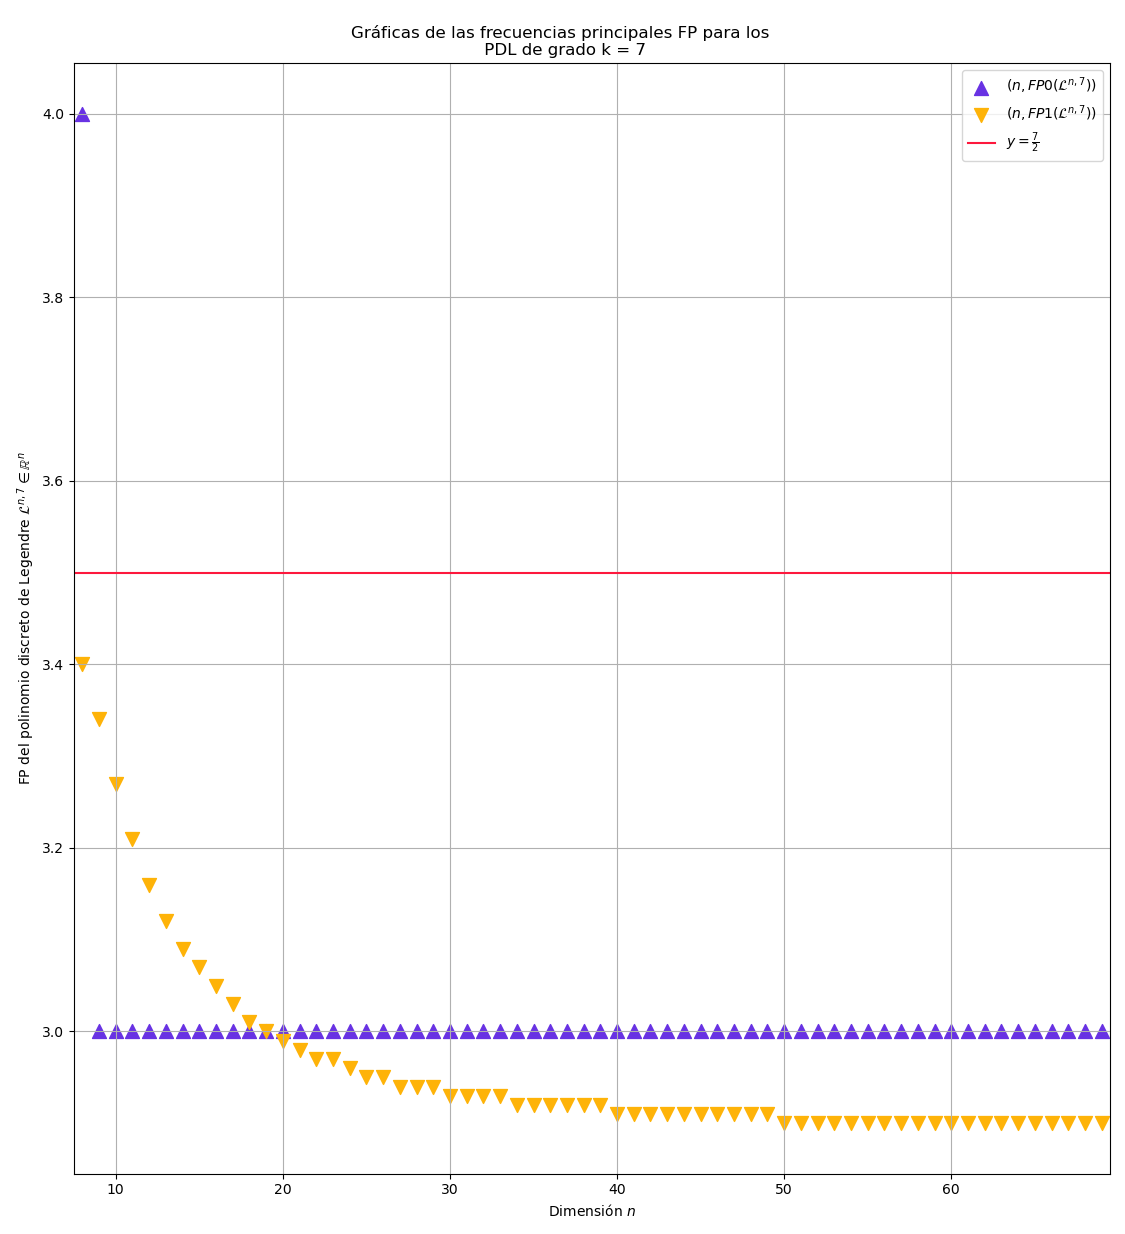 Gráficas de las frecuencias principales FP para los
PDL de grado k = 7
(n, FP0(ℒ^{n,7}))
(n, FP1(ℒ^{n,7}))
y = 7/2
4.0
3.8
3.6
3.4
3.2
3.0
FP del polinomio discreto de Legendre ℒ^{n,7} ∈ ℝ^n
10 20 30 40 50 60
Dimensión n